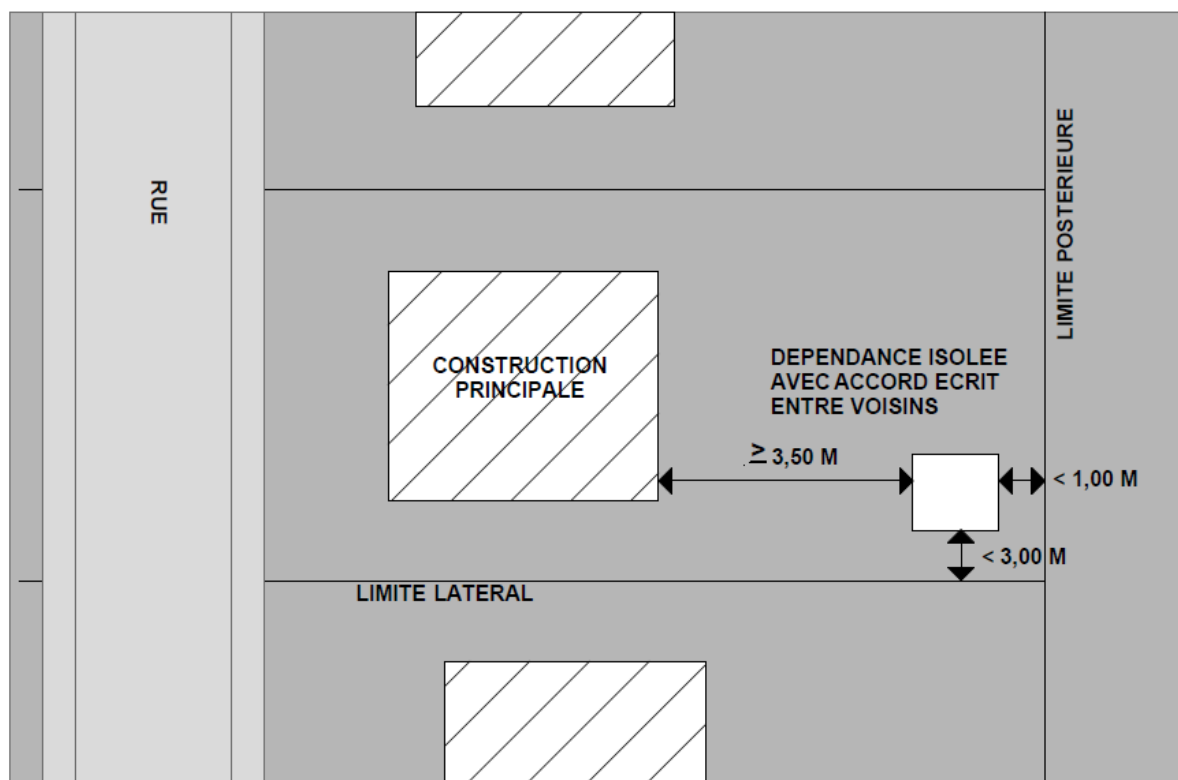 RUE
LIMITE POSTERIEURE
CONSTRUCTION
PRINCIPALE
DEPENDANCE ISOLEE
AVEC ACCORD ECRIT
ENTRE VOISINS
≥ 3,50 M
< 1,00 M
< 3,00 M
LIMITE LATERAL